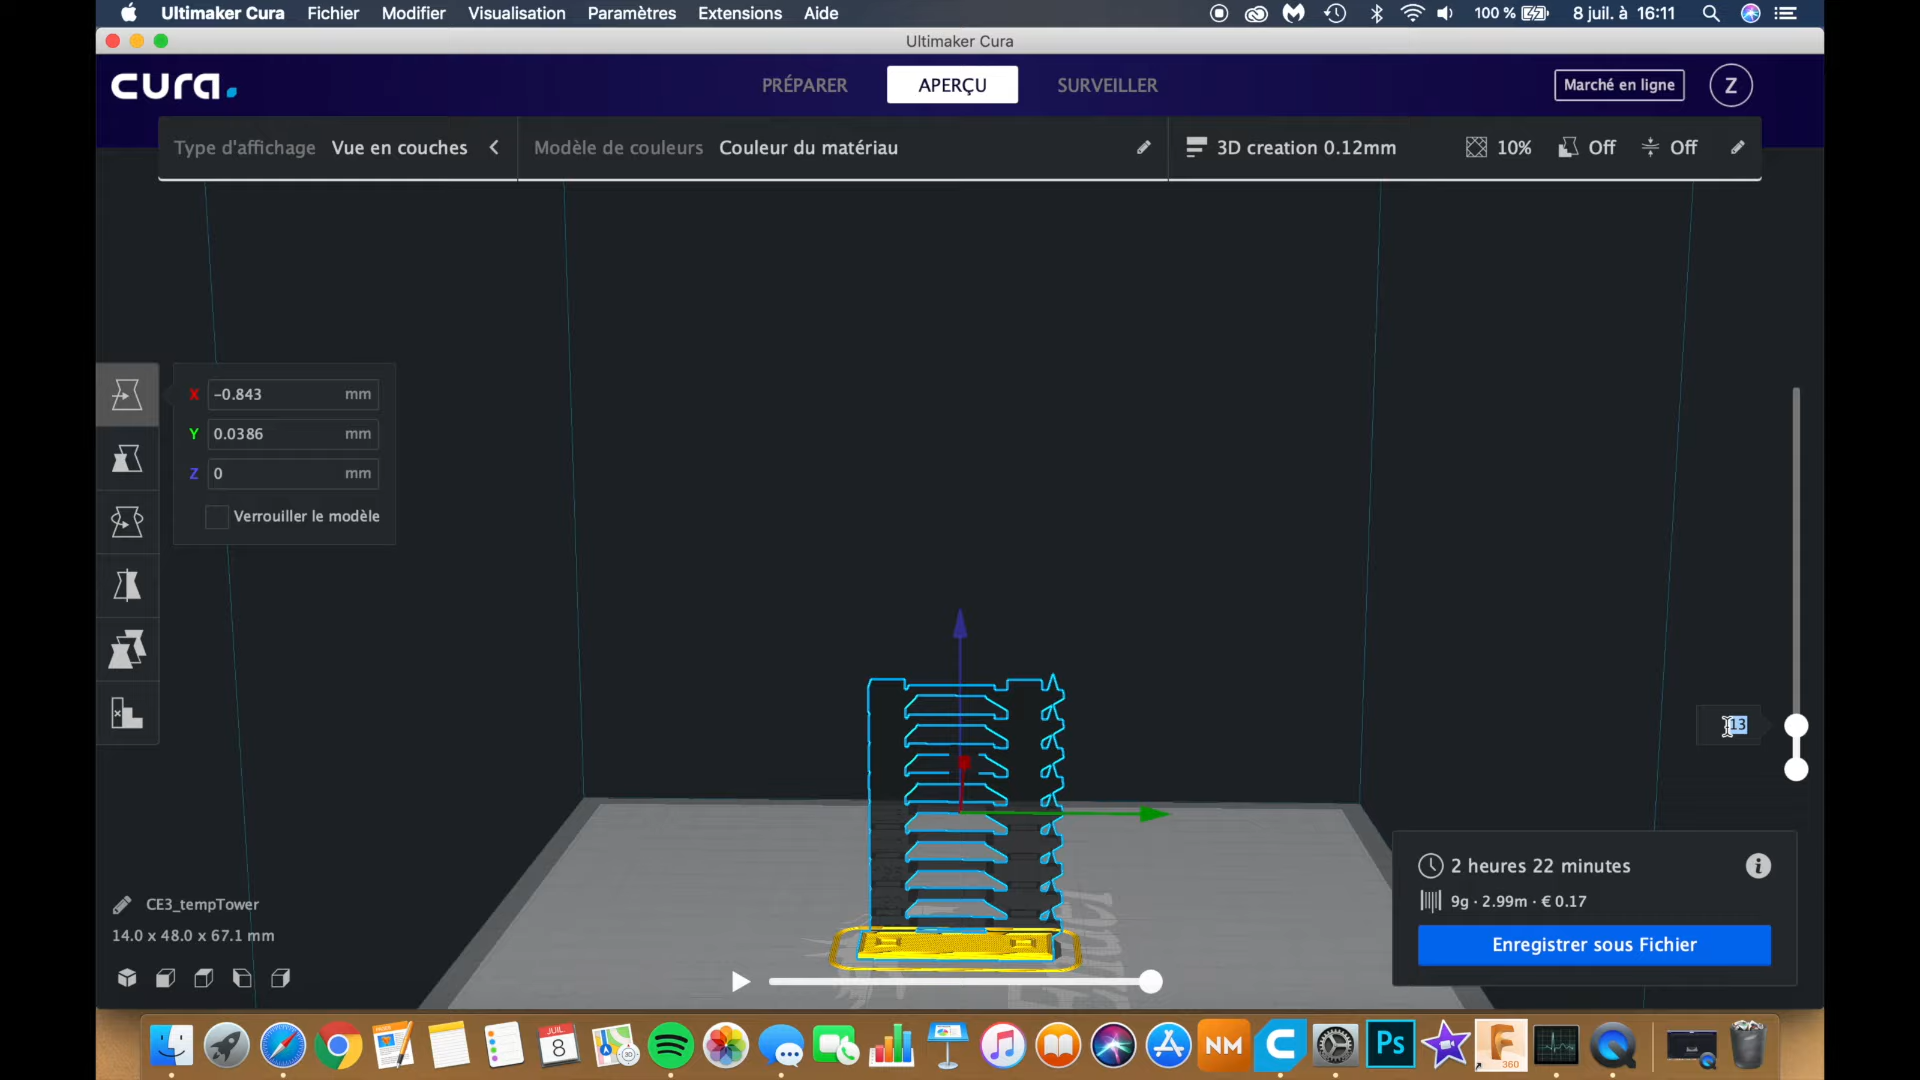 Ultimaker Cura Fichier Modifier Visualisation Paramètres Extensions Aide 100 % 8 juil. à 16:11
Ultimaker Cura
cura. PRÉPARER APERÇU SURVEILLER Marché en ligne Z
Type d'affichage Vue en couches Modèle de couleurs Couleur du matériau 3D creation 0.12mm 10% Off Off
X -0.843 mm
Y 0.0386 mm
Z 0 mm
Verrouiller le modèle
CE3_tempTower
14.0 x 48.0 x 67.1 mm
2 heures 22 minutes
9g · 2.99m · € 0.17
Enregistrer sous Fichier
JUIL. 8 NM C Ps F 360